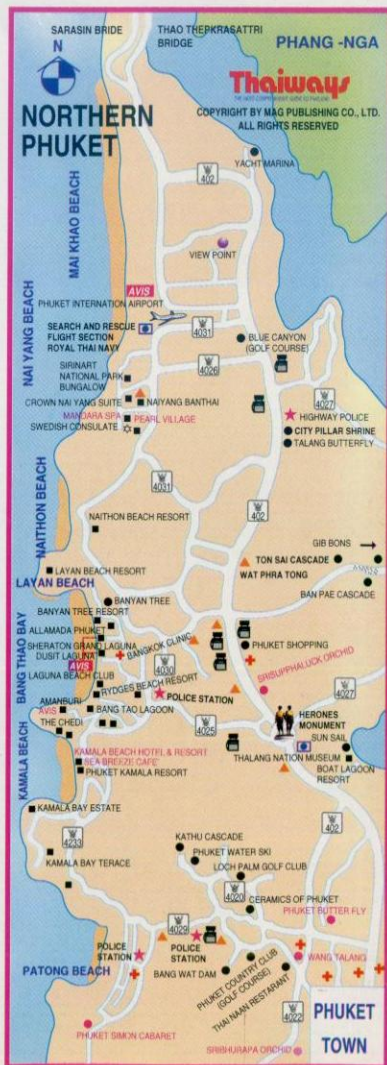 SARASIN BRIDE
THAO THEPKRASATTRI
BRIDGE
PHANG -NGA
N
Thaiways
COPYRIGHT BY MAG PUBLISHING CO., LTD.
ALL RIGHTS RESERVED
NORTHERN
PHUKET
402
YACHT MARINA
MAI KHAO BEACH
VIEW POINT
AVIS
PHUKET INTERNATION AIRPORT
NAI YANG BEACH
SEARCH AND RESCUE
FLIGHT SECTION
ROYAL THAI NAVY
4031
BLUE CANYON
(GOLF COURSE)
4026
SIRINART
NATIONAL PARK
BUNGALOW
4027
CROWN NAI YANG SUITE
NAIYANG BANTHAI
MANDARA SPA
PEARL VILLAGE
SWEDISH CONSULATE
HIGHWAY POLICE
CITY PILLAR SHRINE
TALANG BUTTERFLY
4031
402
NAITHON BEACH
NAITHON BEACH RESORT
GIB BONS
TON SAI CASCADE
WAT PHRA TONG
LAYAN BEACH RESORT
LAYAN BEACH
BAN PAE CASCADE
BANYAN TREE
BANYAN TREE RESORT
BANG THAO BAY
ALLAMADA PHUKET
SHERATON GRAND LAGUNA
DUSIT LAGUNA
BANGKOK CLINIC
PHUKET SHOPPING
AVIS
4030
SRISUPPHALUCK ORCHID
LAGUNA BEACH CLUB
RYDGES BEACH RESORT
POLICE STATION
4027
AMANBURI
AVIS
BANG TAO LAGOON
4025
HERONES
MONUMENT
THE CHEDI
SUN SAIL
THALANG NATION MUSEUM
BOAT LAGOON
RESORT
KAMALA BEACH
KAMALA BEACH HOTEL & RESORT
SEA BREEZE CAFE'
PHUKET KAMALA RESORT
KAMALA BAY ESTATE
402
4233
KATHU CASCADE
PHUKET WATER SKI
KAMALA BAY TERACE
LOCH PALM GOLF CLUB
4020
CERAMICS OF PHUKET
PHUKET BUTTER FLY
4029
POLICE
STATION
POLICE
STATION
WANG TALANG
PATONG BEACH
BANG WAT DAM
PHUKET COUNTRY CLUB
(GOLF COURSE)
THAI NAAN RESTARANT
4022
PHUKET
TOWN
PHUKET SIMON CABARET
SRIBHURAPA ORCHID